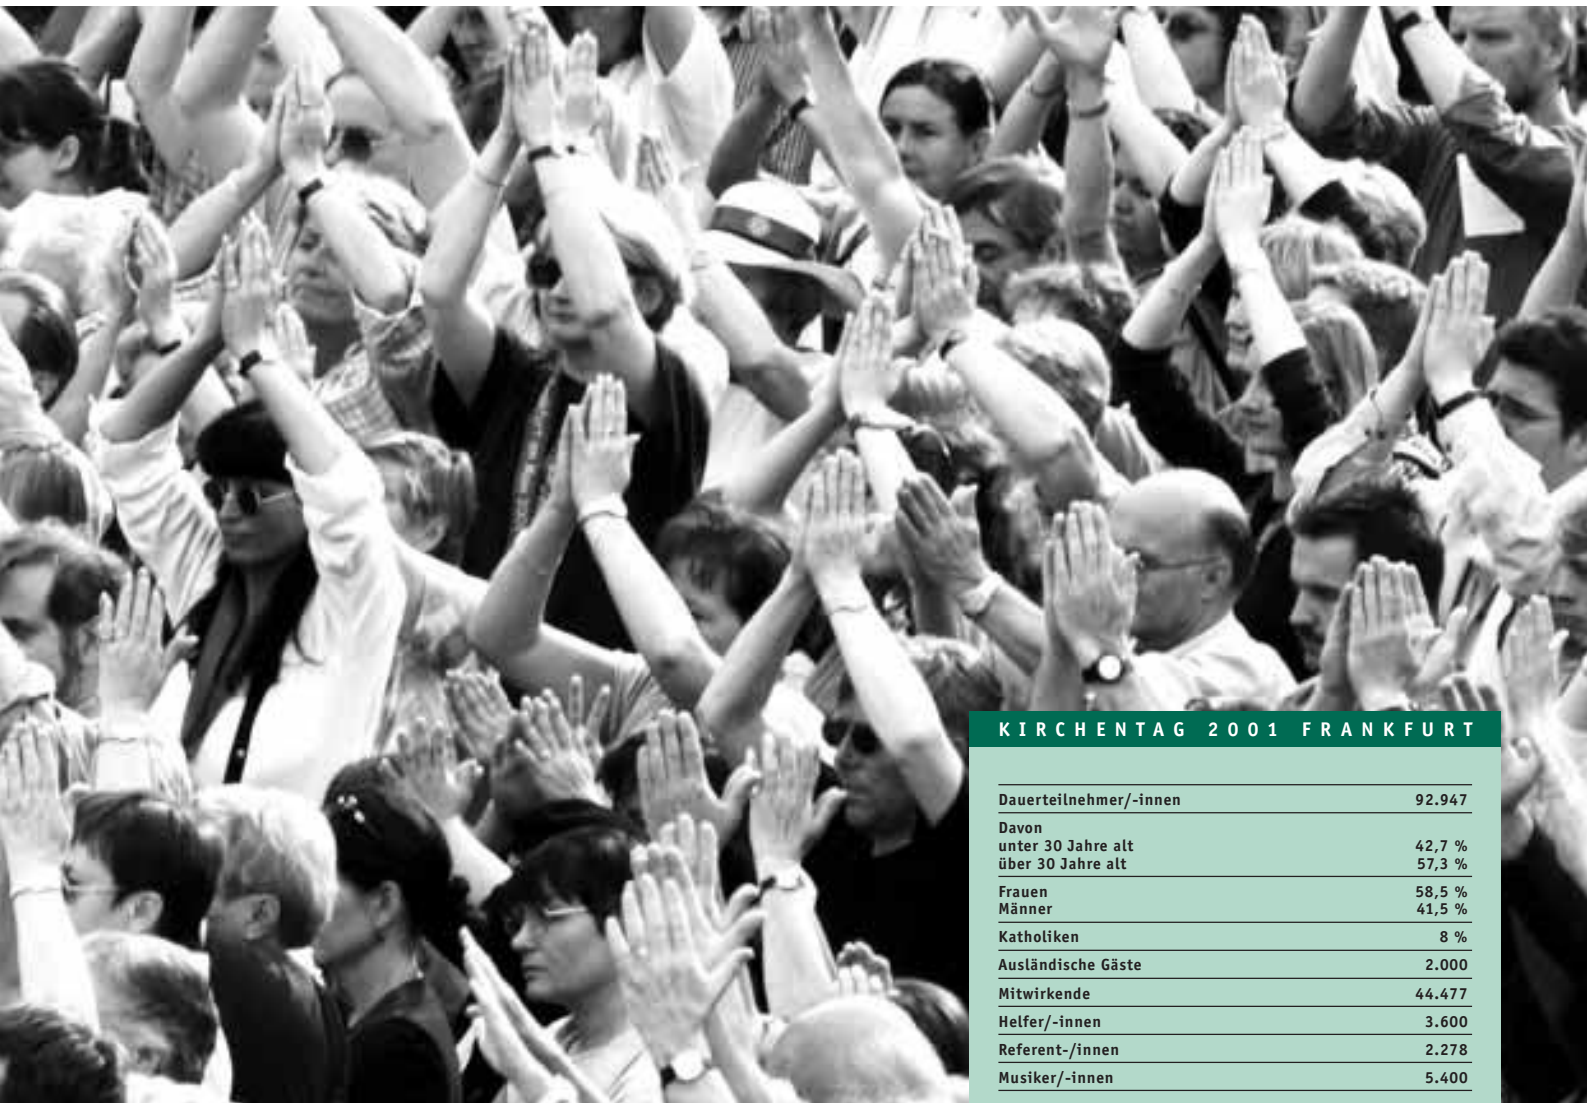 KIRCHENTAG 2001 FRANKFURT
Dauerteilnehmer/-innen 92.947
Davon
unter 30 Jahre alt 42,7 %
über 30 Jahre alt 57,3 %
Frauen 58,5 %
Männer 41,5 %
Katholiken 8 %
Ausländische Gäste 2.000
Mitwirkende 44.477
Helfer/-innen 3.600
Referent-/innen 2.278
Musiker/-innen 5.400